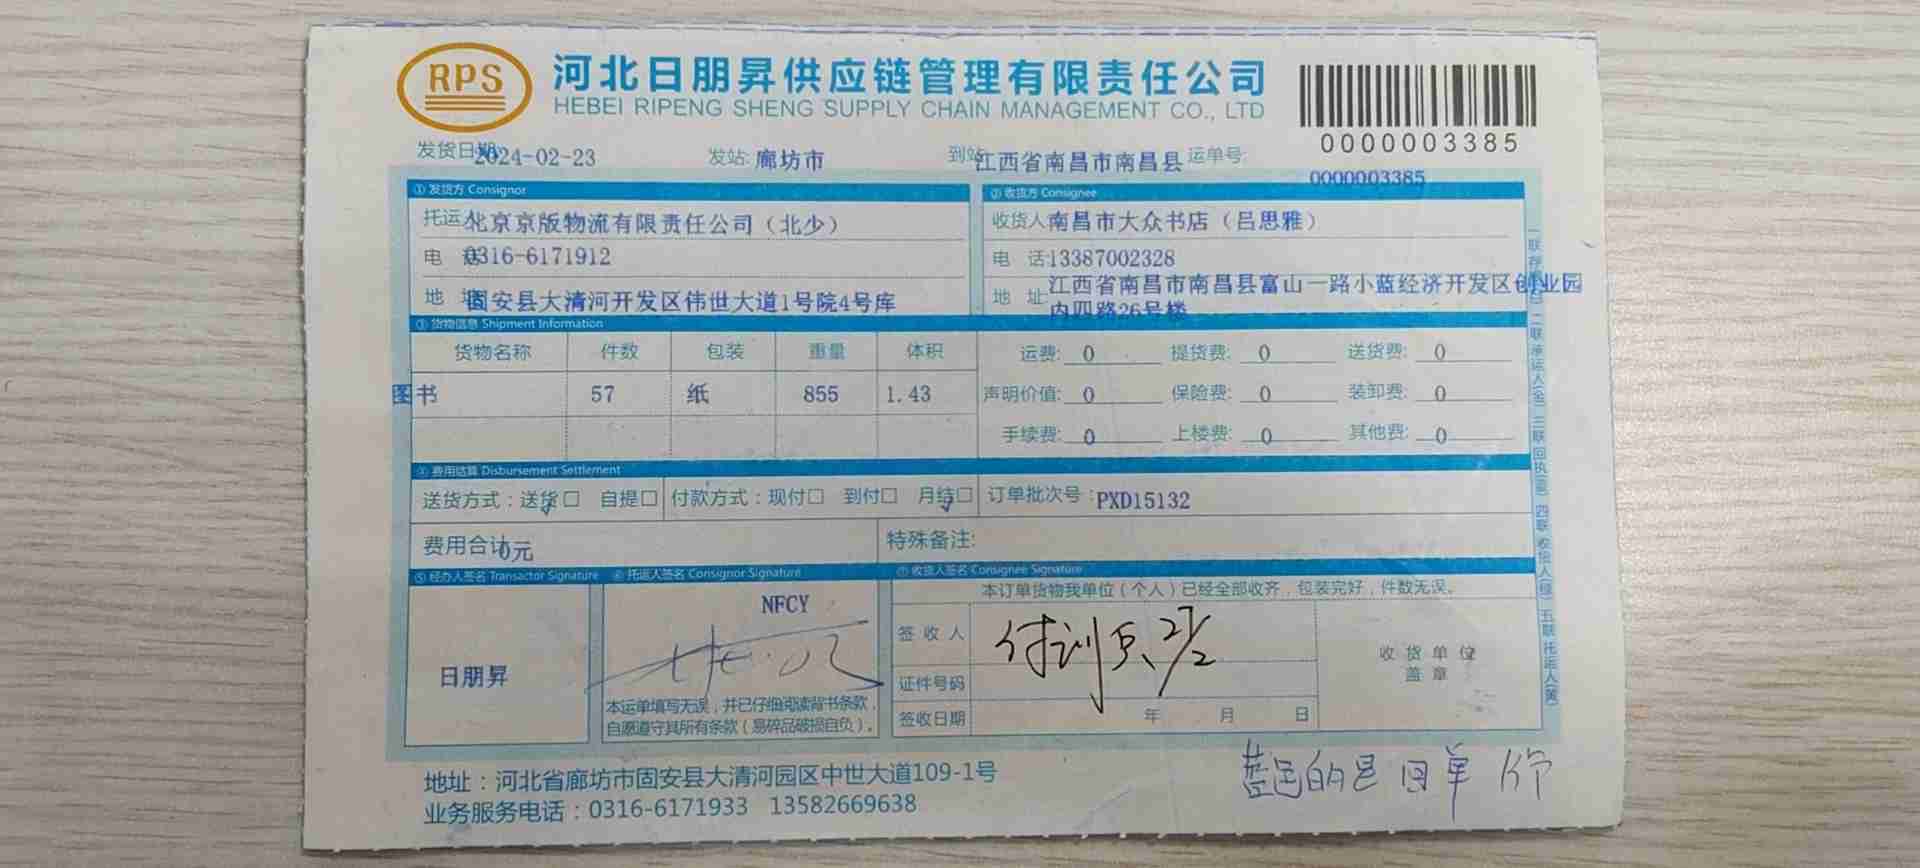 RPS
河北日朋昇供应链管理有限责任公司
HEBEI RIPENG SHENG SUPPLY CHAIN MANAGEMENT CO., LTD
0000003385
发货日期: 2024-02-23 发站: 廊坊市 到站: 江西省南昌市南昌县 运单号: 0000003385
① 发货方 Consignor
托运人 北京京版物流有限责任公司（北少）
电 话 0316-6171912
地 址 固安县大清河开发区伟世大道1号院4号库
② 收货方 Consignee
收货人 南昌市大众书店（吕思雅）
电 话 13387002328
地 址 江西省南昌市南昌县富山一路小蓝经济开发区创业园
内四路26号楼
③ 货物信息 Shipment Information
货物名称 件数 包装 重量 体积
图书 57 纸 855 1.43
运费: 0 提货费: 0 送货费: 0
声明价值: 0 保险费: 0 装卸费: 0
手续费: 0 上楼费: 0 其他费: 0
④ 费用结算 Disbursement Settlement
送货方式：送货□ 自提□ 付款方式：现付□ 到付□ 月结□ 订单批次号：PXD15132
费用合计 0元 特殊备注:
⑤ 经办人签名 Transactor Signature
日朋昇
⑥ 托运人签名 Consignor Signature
NFCY
本运单填写无误，并已仔细阅读背书条款，
自愿遵守其所有条款（易碎品破损自负）。
⑦ 收货人签名 Consignee Signature
本订单货物我单位（个人）已经全部收齐，包装完好，件数无误。
签 收 人
证件号码
签收日期 年 月 日
收 货 单 位
盖 章
蓝色的是回单
地址：河北省廊坊市固安县大清河园区中世大道109-1号
业务服务电话：0316-6171933 13582669638